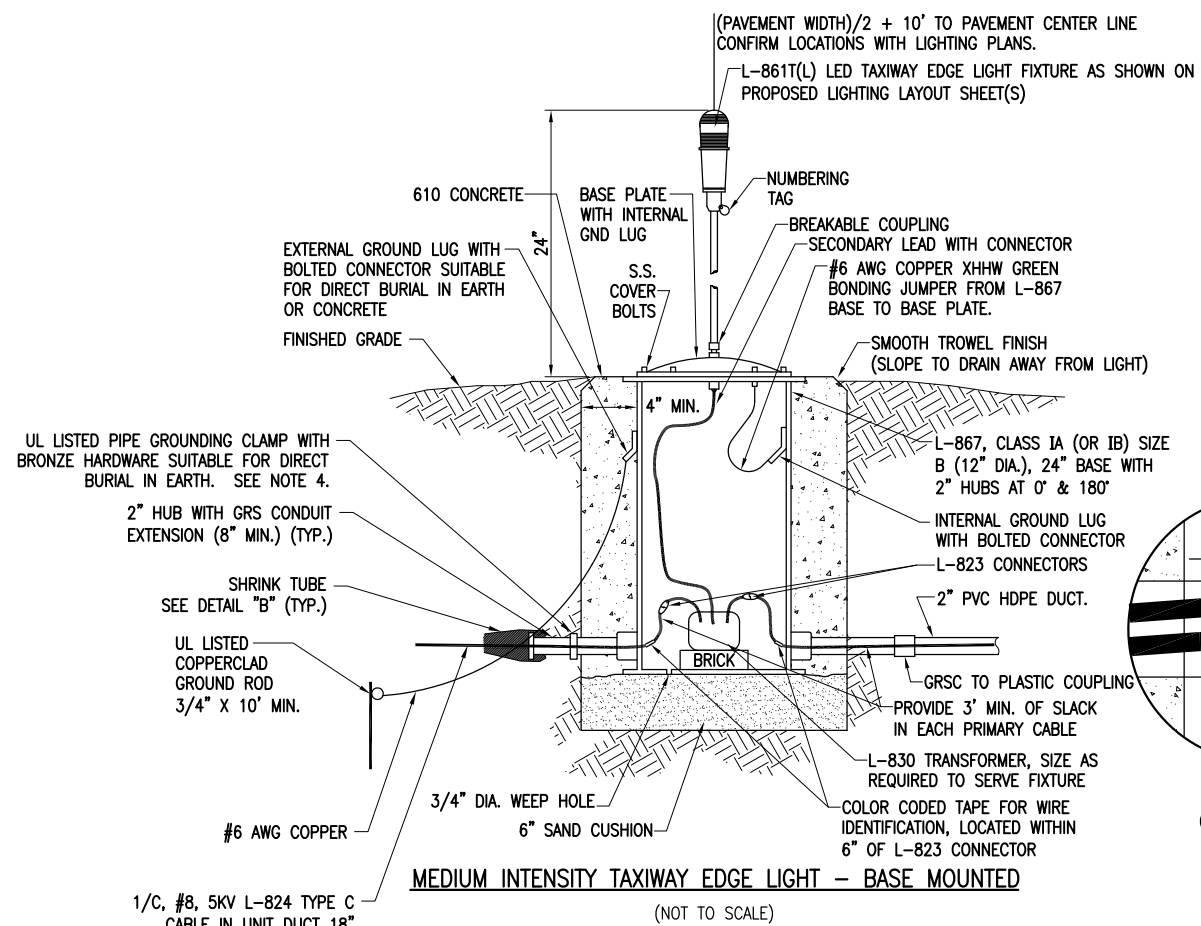 (PAVEMENT WIDTH)/2 + 10' TO PAVEMENT CENTER LINE
CONFIRM LOCATIONS WITH LIGHTING PLANS.
L-861T(L) LED TAXIWAY EDGE LIGHT FIXTURE AS SHOWN ON
PROPOSED LIGHTING LAYOUT SHEET(S)
24"
610 CONCRETE
BASE PLATE
WITH INTERNAL
GND LUG
NUMBERING
TAG
BREAKABLE COUPLING
SECONDARY LEAD WITH CONNECTOR
EXTERNAL GROUND LUG WITH
BOLTED CONNECTOR SUITABLE
FOR DIRECT BURIAL IN EARTH
OR CONCRETE
S.S.
COVER
BOLTS
#6 AWG COPPER XHHW GREEN
BONDING JUMPER FROM L-867
BASE TO BASE PLATE.
FINISHED GRADE
SMOOTH TROWEL FINISH
(SLOPE TO DRAIN AWAY FROM LIGHT)
4" MIN.
UL LISTED PIPE GROUNDING CLAMP WITH
BRONZE HARDWARE SUITABLE FOR DIRECT
BURIAL IN EARTH. SEE NOTE 4.
L-867, CLASS IA (OR IB) SIZE
B (12" DIA.), 24" BASE WITH
2" HUBS AT 0° & 180°
2" HUB WITH GRS CONDUIT
EXTENSION (8" MIN.) (TYP.)
INTERNAL GROUND LUG
WITH BOLTED CONNECTOR
L-823 CONNECTORS
SHRINK TUBE
SEE DETAIL "B" (TYP.)
2" PVC HDPE DUCT.
UL LISTED
COPPERCLAD
GROUND ROD
3/4" X 10' MIN.
BRICK
GRSC TO PLASTIC COUPLING
PROVIDE 3' MIN. OF SLACK
IN EACH PRIMARY CABLE
L-830 TRANSFORMER, SIZE AS
REQUIRED TO SERVE FIXTURE
3/4" DIA. WEEP HOLE
6" SAND CUSHION
COLOR CODED TAPE FOR WIRE
IDENTIFICATION, LOCATED WITHIN
6" OF L-823 CONNECTOR
#6 AWG COPPER
MEDIUM INTENSITY TAXIWAY EDGE LIGHT - BASE MOUNTED
(NOT TO SCALE)
1/C, #8, 5KV L-824 TYPE C
CABLE IN UNIT DUCT 18"